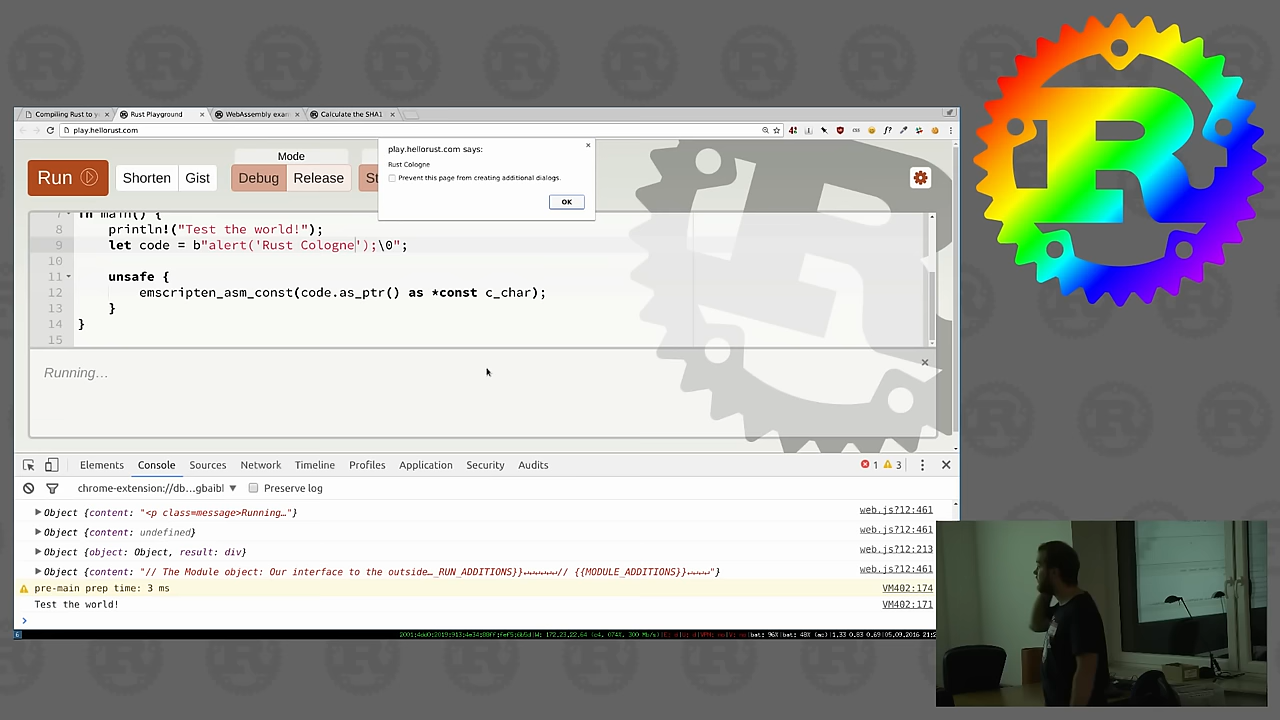 Compiling Rust to y
Rust Playground
WebAssembly exam
Calculate the SHA1
play.hellorust.com
play.hellorust.com says:
Rust Cologne
Prevent this page from creating additional dialogs.
OK
Run
Shorten
Gist
Mode
Debug
Release
St
7 fn main() {
8 println!("Test the world!");
9 let code = b"alert('Rust Cologne');\0";
10
11 unsafe {
12 emscripten_asm_const(code.as_ptr() as *const c_char);
13 }
14 }
15
Running…
Elements Console Sources Network Timeline Profiles Application Security Audits
1 3
chrome-extension://db…gbaibl ▼ Preserve log
Object {content: "<p class=message>Running…"} web.js?12:461
Object {content: undefined} web.js?12:461
Object {object: Object, result: div} web.js?12:213
Object {content: "// The Module object: Our interface to the outside…_RUN_ADDITIONS}}↵↵↵↵↵↵// {{MODULE_ADDITIONS}}↵↵↵↵"} web.js?12:461
pre-main prep time: 3 ms VM402:174
Test the world! VM402:171
>